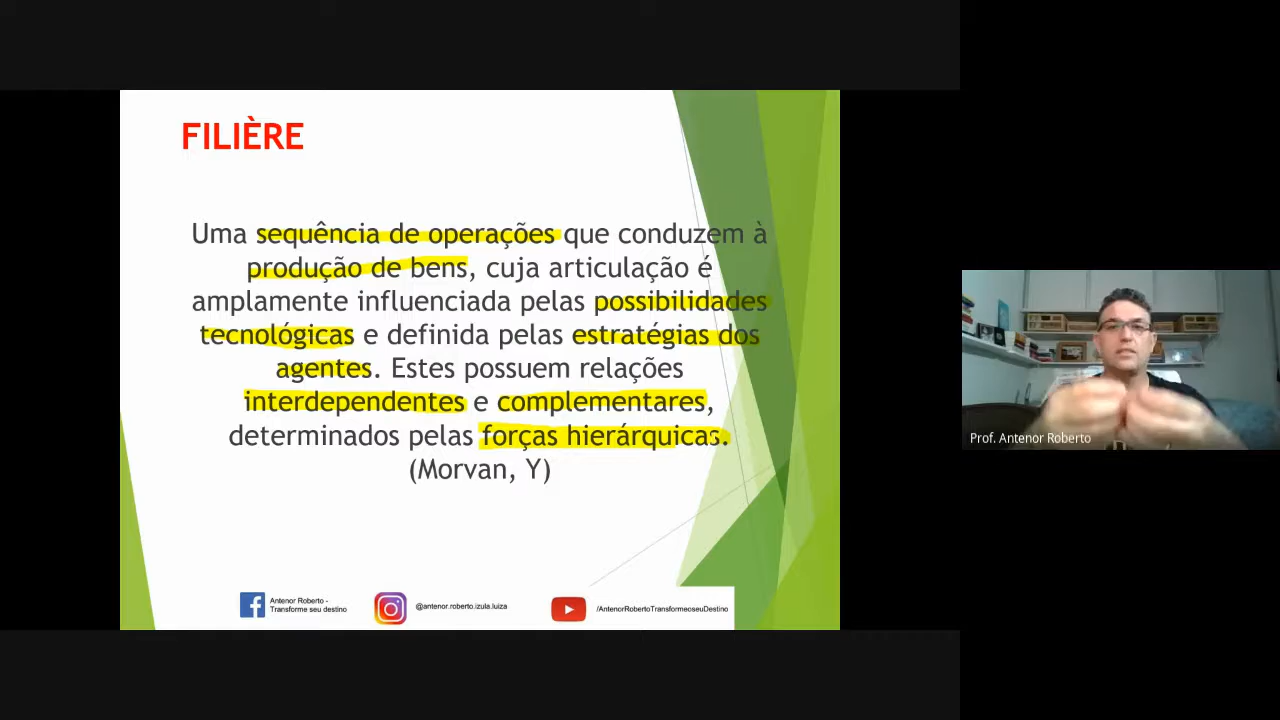 FILIÈRE
Uma sequência de operações que conduzem à
produção de bens, cuja articulação é
amplamente influenciada pelas possibilidades
tecnológicas e definida pelas estratégias dos
agentes. Estes possuem relações
interdependentes e complementares,
determinados pelas forças hierárquicas.
(Morvan, Y)
Antenor Roberto -
Transforme seu destino
@antenor.roberto.izula.luiza
/AntenorRobertoTransformeoseuDestino
Prof. Antenor Roberto